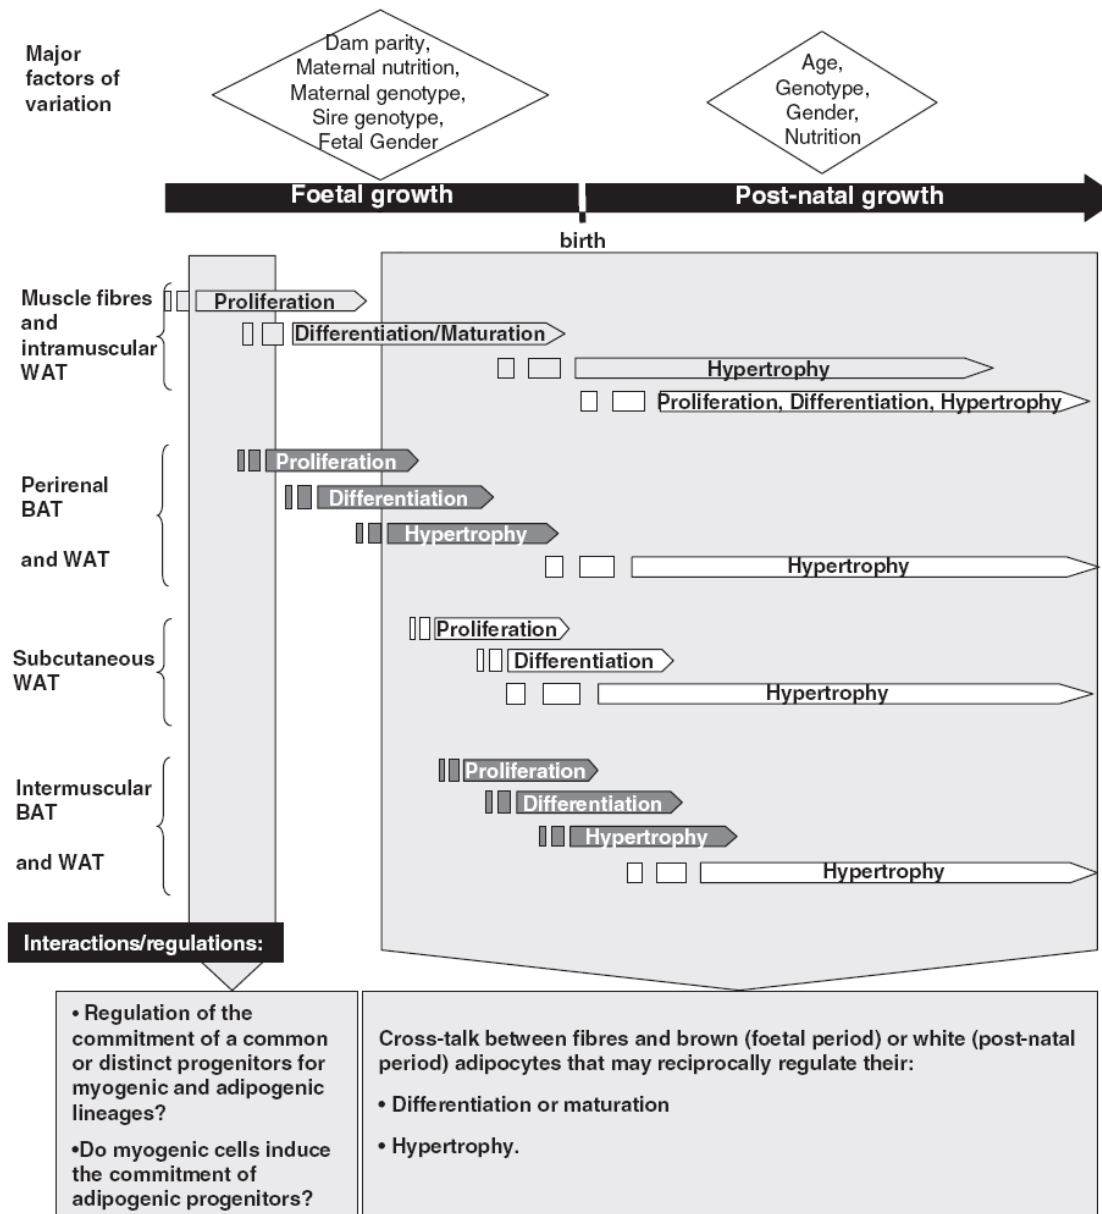 Major
factors of
variation
Dam parity,
Maternal nutrition,
Maternal genotype,
Sire genotype,
Fetal Gender
Age,
Genotype,
Gender,
Nutrition
Foetal growth
Post-natal growth
birth
Muscle fibres
and
intramuscular
WAT
Proliferation
Differentiation/Maturation
Hypertrophy
Proliferation, Differentiation, Hypertrophy
Perirenal
BAT
and WAT
Proliferation
Differentiation
Hypertrophy
Hypertrophy
Subcutaneous
WAT
Proliferation
Differentiation
Hypertrophy
Intermuscular
BAT
and WAT
Proliferation
Differentiation
Hypertrophy
Hypertrophy
Interactions/regulations:
• Regulation of the
commitment of a common
or distinct progenitors for
myogenic and adipogenic
lineages?
•Do myogenic cells induce
the commitment of
adipogenic progenitors?
Cross-talk between fibres and brown (foetal period) or white (post-natal
period) adipocytes that may reciprocally regulate their:
• Differentiation or maturation
• Hypertrophy.